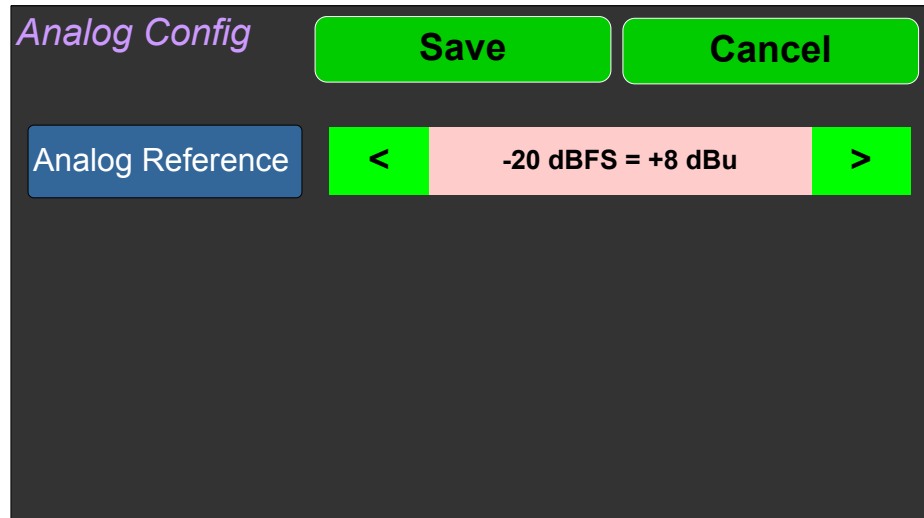 Analog Config
Save
Cancel
Analog Reference
<
-20 dBFS = +8 dBu
>